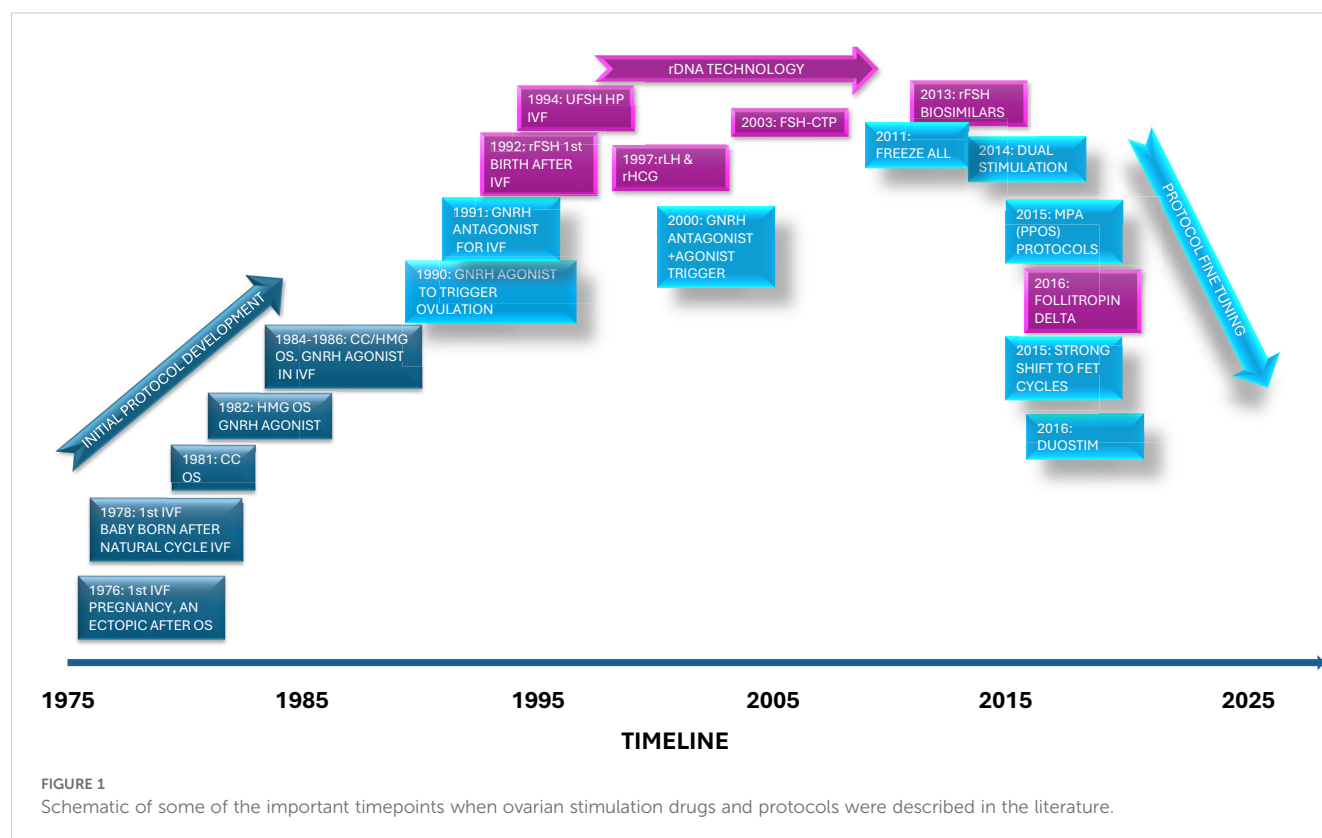 rDNA TECHNOLOGY
1994: UFSH HP
IVF
2013: rFSH
BIOSIMILARS
2003: FSH-CTP
2011:
FREEZE ALL
1992: rFSH 1st
BIRTH AFTER
IVF
1997:rLH &
rHCG
2014: DUAL
STIMULATION
PROTOCOL FINE TUNING
1991: GNRH
ANTAGONIST
FOR IVF
2000: GNRH
ANTAGONIST
+AGONIST
TRIGGER
2015: MPA
(PPOS)
PROTOCOLS
1990: GNRH AGONIST
TO TRIGGER
OVULATION
2016:
FOLLITROPIN
DELTA
INITIAL PROTOCOL DEVELOPMENT
1984-1986: CC/HMG
OS. GNRH AGONIST
IN IVF
2015: STRONG
SHIFT TO FET
CYCLES
1982: HMG OS
GNRH AGONIST
2016:
DUOSTIM
1981: CC
OS
1978: 1st IVF
BABY BORN AFTER
NATURAL CYCLE IVF
1976: 1st IVF
PREGNANCY, AN
ECTOPIC AFTER OS
1975 1985 1995 2005 2015 2025
TIMELINE
FIGURE 1
Schematic of some of the important timepoints when ovarian stimulation drugs and protocols were described in the literature.